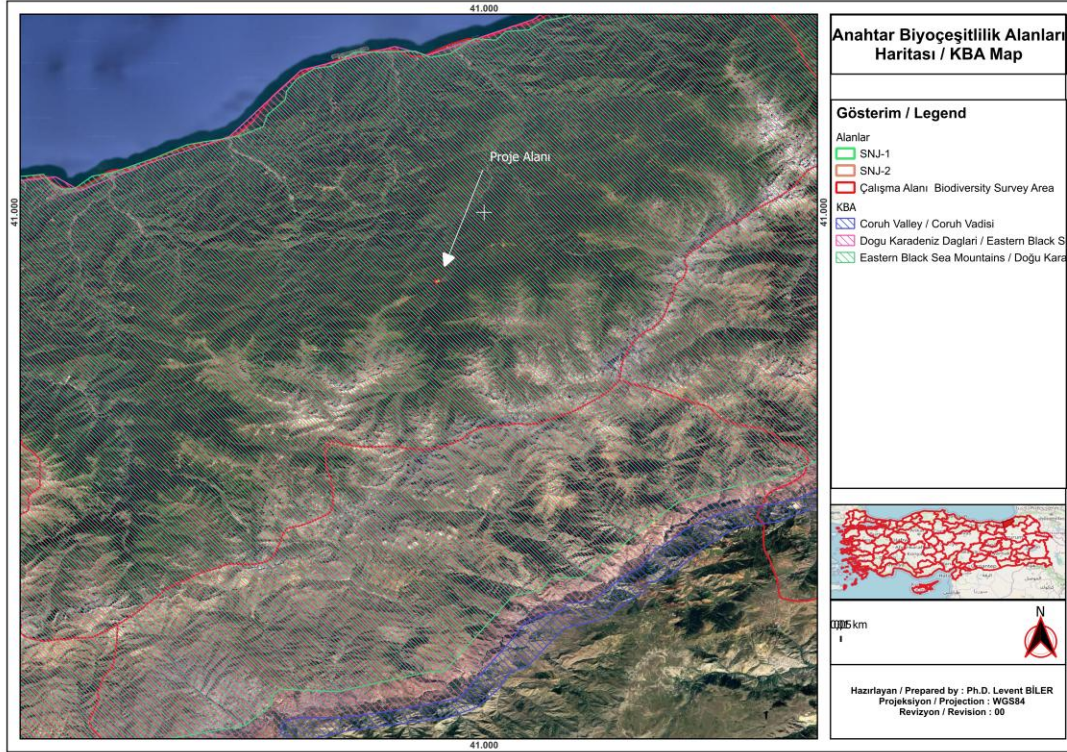 41.000
Proje Alanı
41.000
41.000
41.000
Anahtar Biyoçeşitlilik Alanları
Haritası / KBA Map
Gösterim / Legend
Alanlar
SNJ-1
SNJ-2
Çalışma Alanı Biodiversity Survey Area
KBA
Coruh Valley / Coruh Vadisi
Dogu Karadeniz Daglari / Eastern Black S
Eastern Black Sea Mountains / Doğu Kara
km
N
Hazırlayan / Prepared by : Ph.D. Levent BİLER
Projeksiyon / Projection : WGS84
Revizyon / Revision : 00